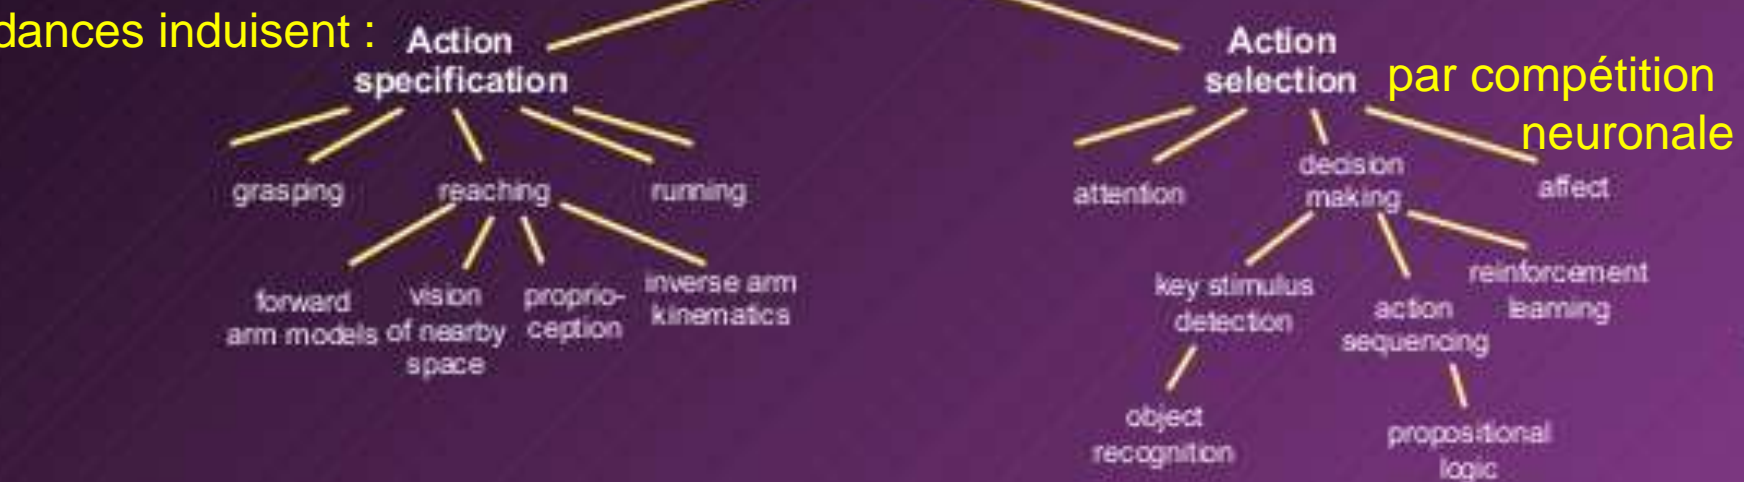 dances induisent :
Action
specification
Action
selection
par compétition
neuronale
grasping
reaching
running
attention
decision
making
affect
forward
arm models
vision
of nearby
space
proprio-
ception
inverse arm
kinematics
key stimulus
detection
action
sequencing
reinforcement
learning
object
recognition
propositional
logic